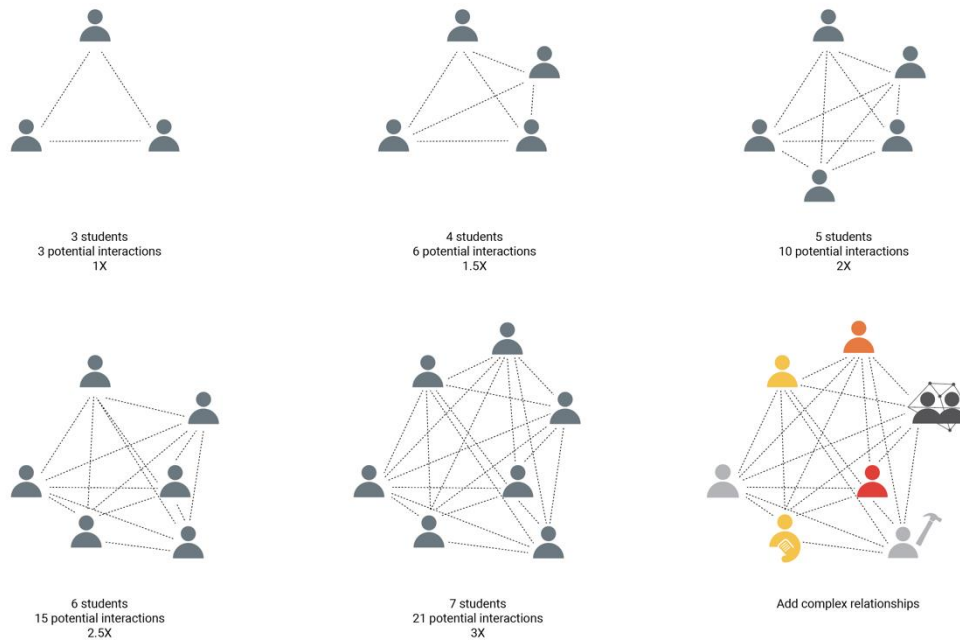 3 students
3 potential interactions
1X
4 students
6 potential interactions
1.5X
5 students
10 potential interactions
2X
6 students
15 potential interactions
2.5X
7 students
21 potential interactions
3X
Add complex relationships